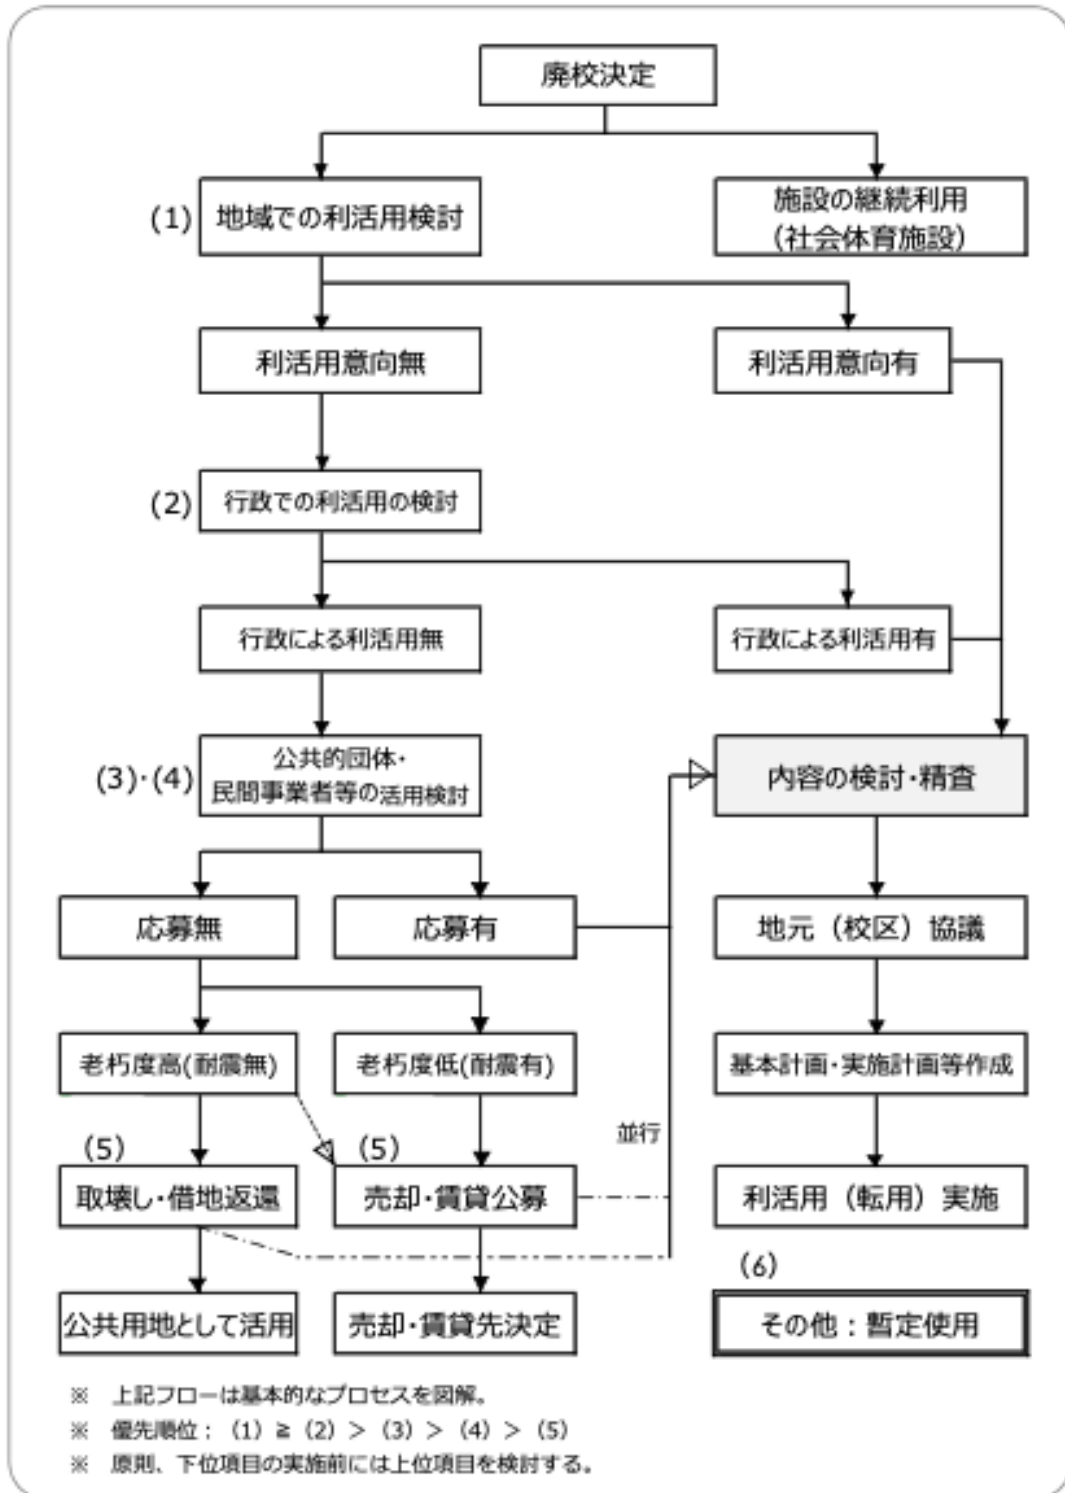 廃校決定
(1)
地域での利活用検討
施設の継続利用
（社会体育施設）
利活用意向無
利活用意向有
(2)
行政での利活用の検討
行政による利活用無
行政による利活用有
(3)・(4)
公共的団体・
民間事業者等の活用検討
内容の検討・精査
応募無
応募有
地元（校区）協議
老朽度高(耐震無)
老朽度低(耐震有)
基本計画・実施計画等作成
並行
(5)
(5)
取壊し・借地返還
売却・賃貸公募
利活用（転用）実施
(6)
公共用地として活用
売却・賃貸先決定
その他：暫定使用
※　上記フローは基本的なプロセスを図解。
※　優先順位：（1）≧（2）＞（3）＞（4）＞（5）
※　原則、下位項目の実施前には上位項目を検討する。